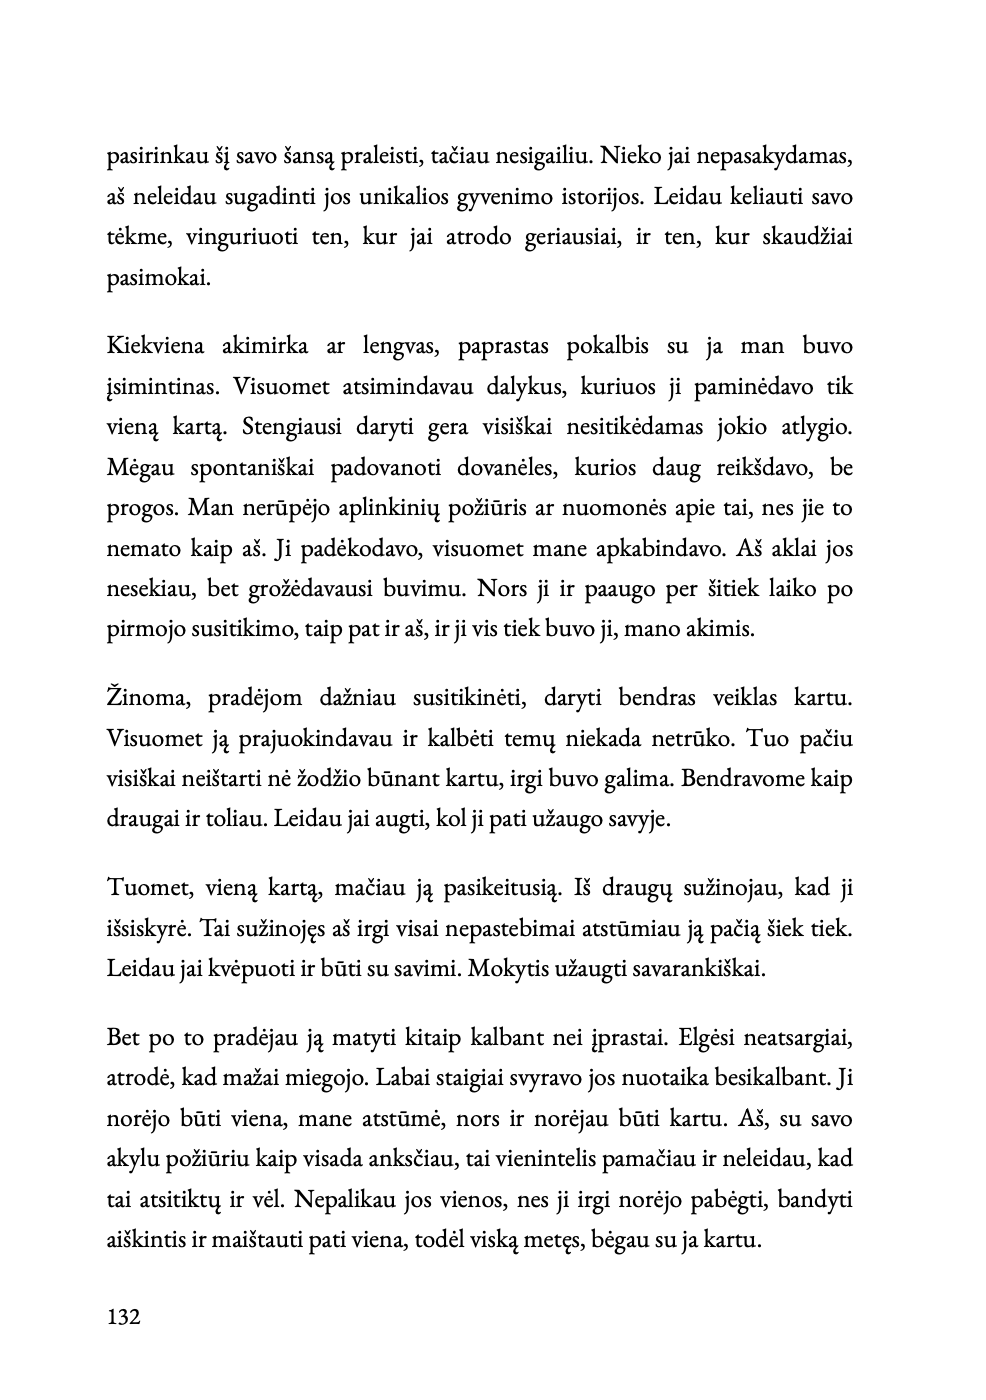 pasirinkau šį savo šansą praleisti, tačiau nesigailiu. Nieko jai nepasakydamas,
aš neleidau sugadinti jos unikalios gyvenimo istorijos. Leidau keliauti savo
tėkme, vinguriuoti ten, kur jai atrodo geriausiai, ir ten, kur skaudžiai
pasimokai.
Kiekviena akimirka ar lengvas, paprastas pokalbis su ja man buvo
įsimintinas. Visuomet atsimindavau dalykus, kuriuos ji paminėdavo tik
vieną kartą. Stengiausi daryti gera visiškai nesitikėdamas jokio atlygio.
Mėgau spontaniškai padovanoti dovanėles, kurios daug reikšdavo, be
progos. Man nerūpėjo aplinkinių požiūris ar nuomonės apie tai, nes jie to
nemato kaip aš. Ji padėkodavo, visuomet mane apkabindavo. Aš aklai jos
nesekiau, bet grožėdavausi buvimu. Nors ji ir paaugo per šitiek laiko po
pirmojo susitikimo, taip pat ir aš, ir ji vis tiek buvo ji, mano akimis.
Žinoma, pradėjom dažniau susitikinėti, daryti bendras veiklas kartu.
Visuomet ją prajuokindavau ir kalbėti temų niekada netrūko. Tuo pačiu
visiškai neištarti nė žodžio būnant kartu, irgi buvo galima. Bendravome kaip
draugai ir toliau. Leidau jai augti, kol ji pati užaugo savyje.
Tuomet, vieną kartą, mačiau ją pasikeitusią. Iš draugų sužinojau, kad ji
išsiskyrė. Tai sužinojęs aš irgi visai nepastebimai atstūmiau ją pačią šiek tiek.
Leidau jai kvėpuoti ir būti su savimi. Mokytis užaugti savarankiškai.
Bet po to pradėjau ją matyti kitaip kalbant nei įprastai. Elgėsi neatsargiai,
atrodė, kad mažai miegojo. Labai staigiai svyravo jos nuotaika besikalbant. Ji
norėjo būti viena, mane atstūmė, nors ir norėjau būti kartu. Aš, su savo
akylu požiūriu kaip visada anksčiau, tai vienintelis pamačiau ir neleidau, kad
tai atsitiktų ir vėl. Nepalikau jos vienos, nes ji irgi norėjo pabėgti, bandyti
aiškintis ir maištauti pati viena, todėl viską metęs, bėgau su ja kartu.
132